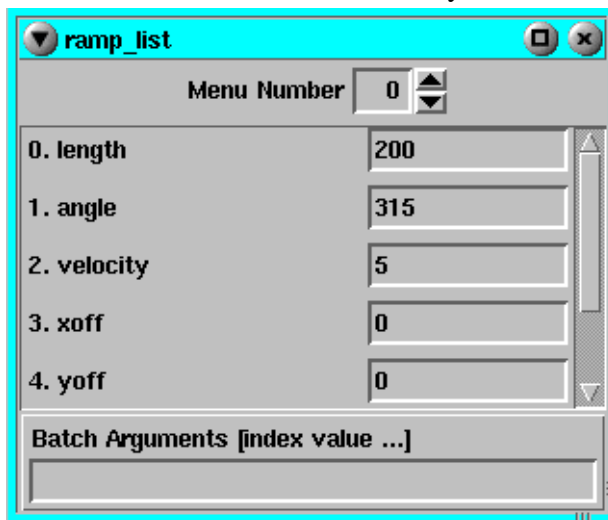 ramp_list
Menu Number 0
0. length 200
1. angle 315
2. velocity 5
3. xoff 0
4. yoff 0
Batch Arguments [index value ...]